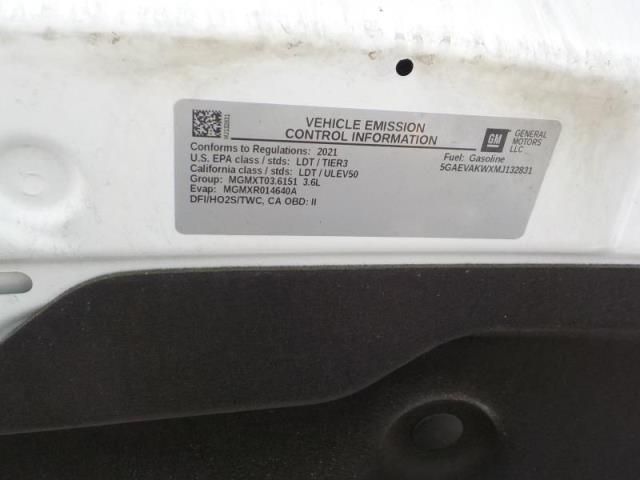 VEHICLE EMISSION
CONTROL INFORMATION
Conforms to Regulations: 2021
U.S. EPA class / stds: LDT / TIER3
California class / stds: LDT / ULEV50
Group: MGMXT03.6151 3.6L
Evap: MGMXR014640A
DFI/HO2S/TWC, CA OBD: II
GM
GENERAL
MOTORS
LLC
Fuel: Gasoline
5GAEVAKWXMJ132831
MJ132831